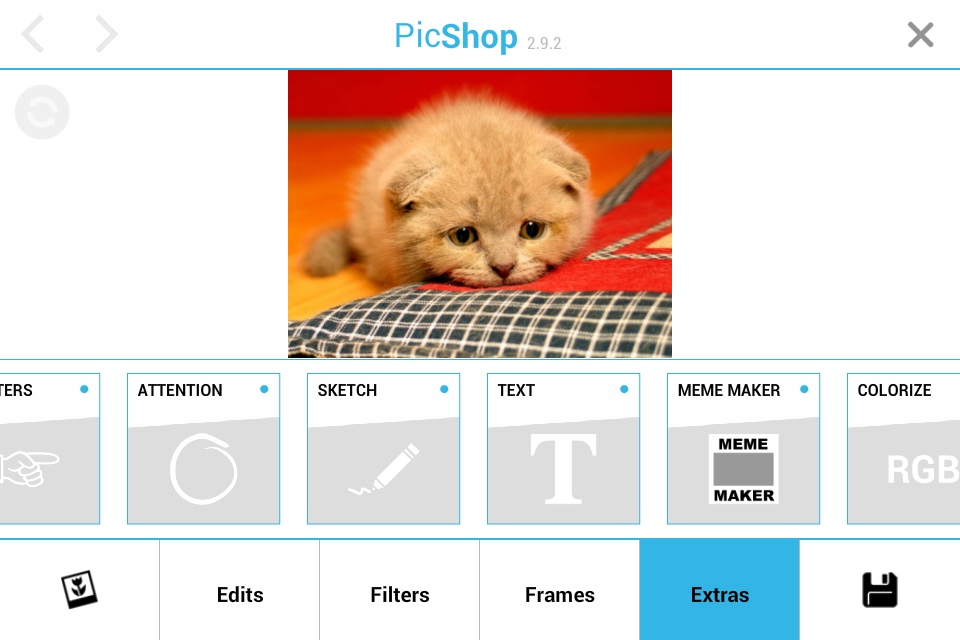 PicShop 2.9.2
TERS
ATTENTION
SKETCH
TEXT
MEME MAKER
COLORIZE
T
MEME
MAKER
RGB
Edits
Filters
Frames
Extras